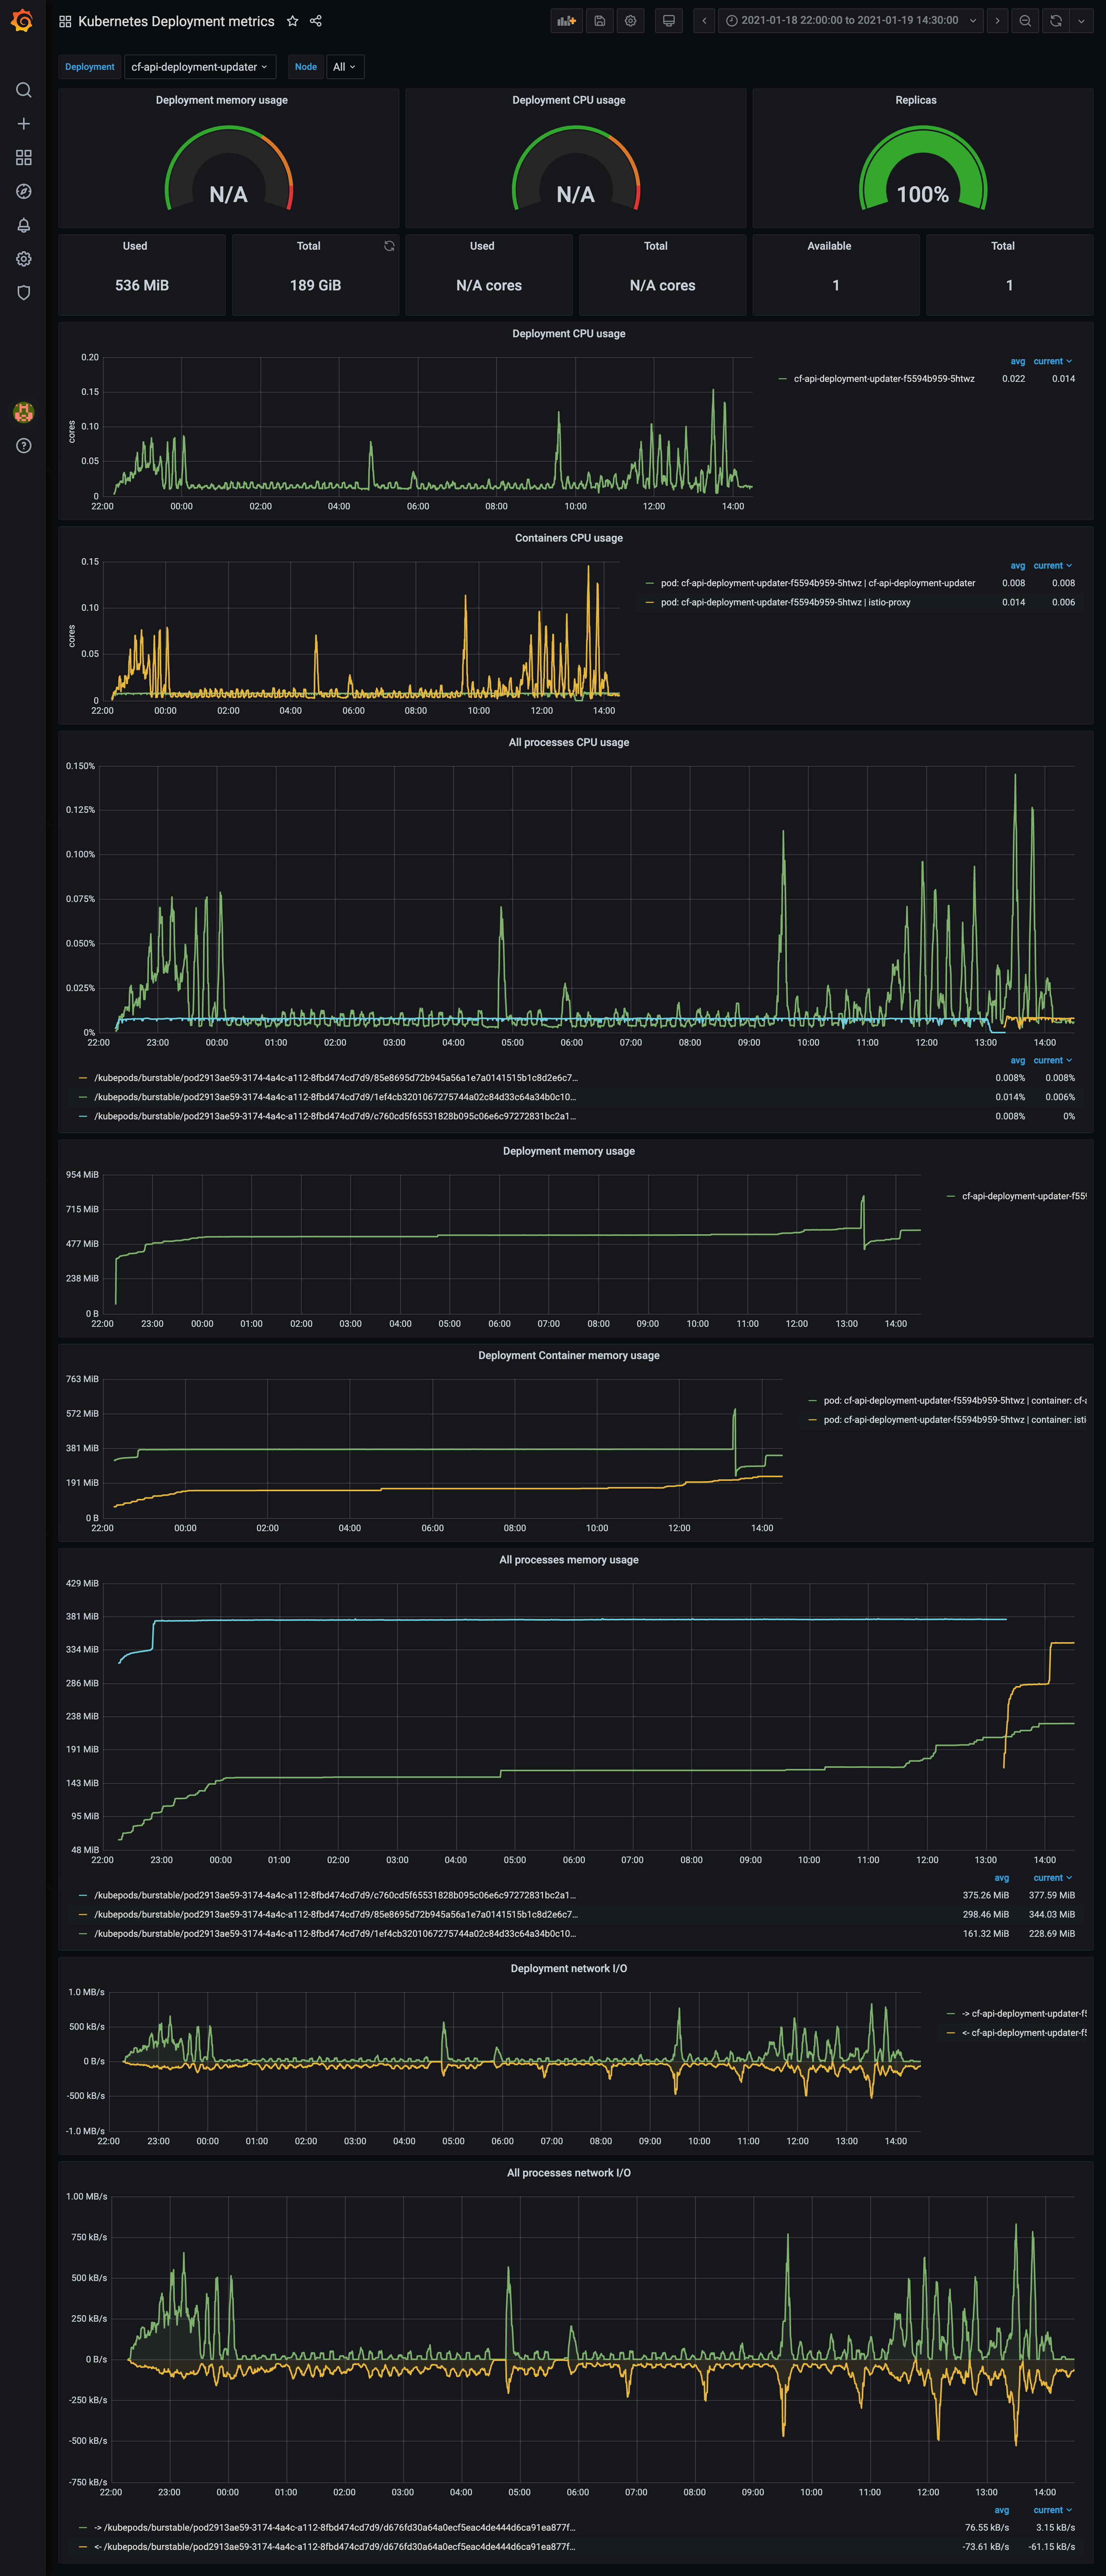 Kubernetes Deployment metrics
2021-01-18 22:00:00 to 2021-01-19 14:30:00
Deployment cf-api-deployment-updater Node All
Deployment memory usage Deployment CPU usage Replicas
N/A N/A 100%
Used Total Used Total Available Total
536 MiB 189 GiB N/A cores N/A cores 1 1
Deployment CPU usage
avg current
cf-api-deployment-updater-f5594b959-5htwz 0.022 0.014
cores
0.20
0.15
0.10
0.05
0
22:00 00:00 02:00 04:00 06:00 08:00 10:00 12:00 14:00
Containers CPU usage
avg current
pod: cf-api-deployment-updater-f5594b959-5htwz | cf-api-deployment-updater 0.008 0.008
pod: cf-api-deployment-updater-f5594b959-5htwz | istio-proxy 0.014 0.006
cores
0.15
0.10
0.05
0
22:00 00:00 02:00 04:00 06:00 08:00 10:00 12:00 14:00
All processes CPU usage
0.150%
0.125%
0.100%
0.075%
0.050%
0.025%
0%
22:00 23:00 00:00 01:00 02:00 03:00 04:00 05:00 06:00 07:00 08:00 09:00 10:00 11:00 12:00 13:00 14:00
avg current
/kubepods/burstable/pod2913ae59-3174-4a4c-a112-8fbd474cd7d9/85e8695d72b945a56a1e7a0141515b1c8d2e6c7... 0.008% 0.008%
/kubepods/burstable/pod2913ae59-3174-4a4c-a112-8fbd474cd7d9/1ef4cb3201067275744a02c84d33c64a34b0c10... 0.014% 0.006%
/kubepods/burstable/pod2913ae59-3174-4a4c-a112-8fbd474cd7d9/c760cd5f65531828b095c06e6c97272831bc2a1... 0.008% 0%
Deployment memory usage
954 MiB
715 MiB
477 MiB
238 MiB
0 B
22:00 23:00 00:00 01:00 02:00 03:00 04:00 05:00 06:00 07:00 08:00 09:00 10:00 11:00 12:00 13:00 14:00
cf-api-deployment-updater-f559
Deployment Container memory usage
763 MiB
572 MiB
381 MiB
191 MiB
0 B
22:00 00:00 02:00 04:00 06:00 08:00 10:00 12:00 14:00
pod: cf-api-deployment-updater-f5594b959-5htwz | container: cf-a
pod: cf-api-deployment-updater-f5594b959-5htwz | container: isti
All processes memory usage
429 MiB
381 MiB
334 MiB
286 MiB
238 MiB
191 MiB
143 MiB
95 MiB
48 MiB
22:00 23:00 00:00 01:00 02:00 03:00 04:00 05:00 06:00 07:00 08:00 09:00 10:00 11:00 12:00 13:00 14:00
avg current
/kubepods/burstable/pod2913ae59-3174-4a4c-a112-8fbd474cd7d9/c760cd5f65531828b095c06e6c97272831bc2a1... 375.26 MiB 377.59 MiB
/kubepods/burstable/pod2913ae59-3174-4a4c-a112-8fbd474cd7d9/85e8695d72b945a56a1e7a0141515b1c8d2e6c7... 298.46 MiB 344.03 MiB
/kubepods/burstable/pod2913ae59-3174-4a4c-a112-8fbd474cd7d9/1ef4cb3201067275744a02c84d33c64a34b0c10... 161.32 MiB 228.69 MiB
Deployment network I/O
1.0 MB/s
500 kB/s
0 B/s
-500 kB/s
-1.0 MB/s
22:00 23:00 00:00 01:00 02:00 03:00 04:00 05:00 06:00 07:00 08:00 09:00 10:00 11:00 12:00 13:00 14:00
-> cf-api-deployment-updater-f5
<- cf-api-deployment-updater-f5
All processes network I/O
1.00 MB/s
750 kB/s
500 kB/s
250 kB/s
0 B/s
-250 kB/s
-500 kB/s
-750 kB/s
22:00 23:00 00:00 01:00 02:00 03:00 04:00 05:00 06:00 07:00 08:00 09:00 10:00 11:00 12:00 13:00 14:00
avg current
-> /kubepods/burstable/pod2913ae59-3174-4a4c-a112-8fbd474cd7d9/d676fd30a64a0ecf5eac4de444d6ca91ea877f... 76.55 kB/s 3.15 kB/s
<- /kubepods/burstable/pod2913ae59-3174-4a4c-a112-8fbd474cd7d9/d676fd30a64a0ecf5eac4de444d6ca91ea877f... -73.61 kB/s -61.15 kB/s